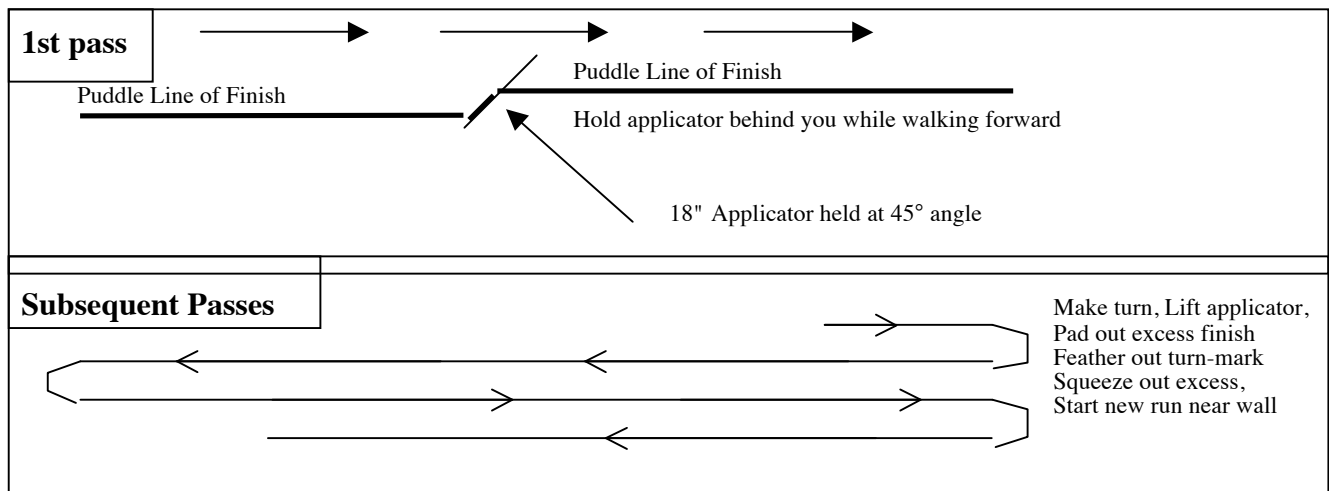 1st pass
Puddle Line of Finish
Puddle Line of Finish
Hold applicator behind you while walking forward
18" Applicator held at 45° angle
Subsequent Passes
Make turn, Lift applicator,
Pad out excess finish
Feather out turn-mark
Squeeze out excess,
Start new run near wall